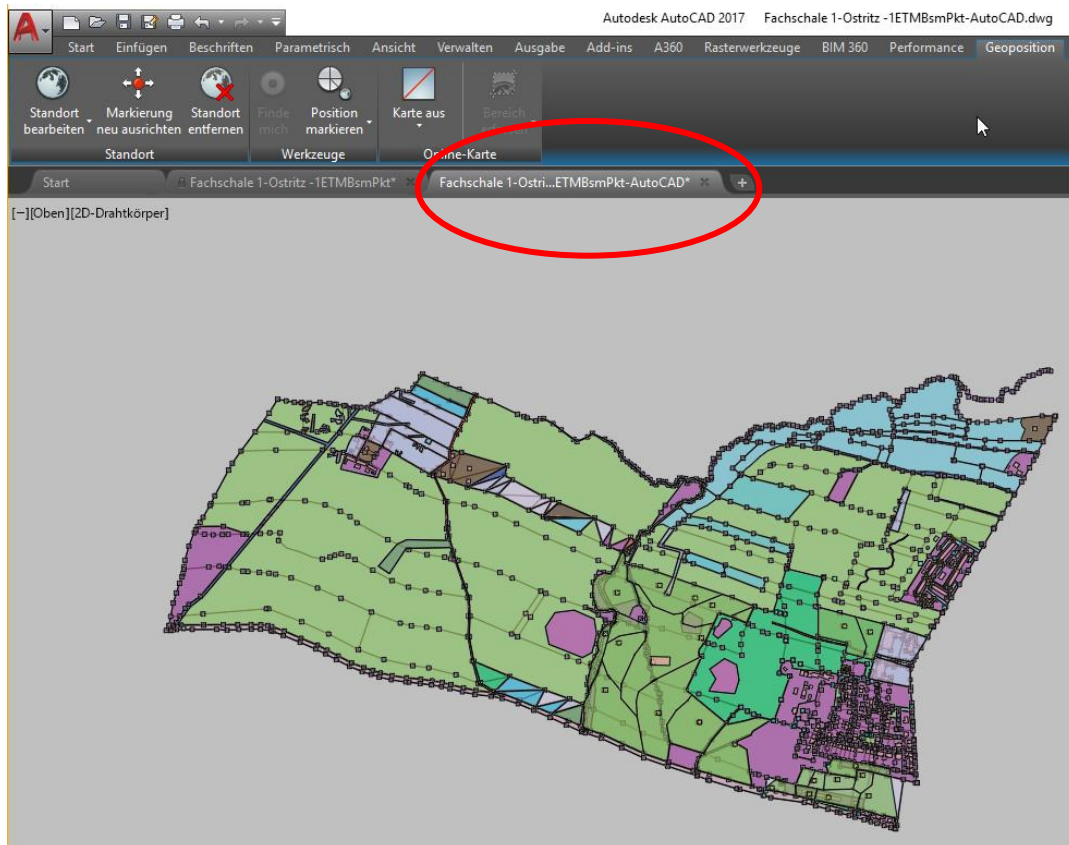 Autodesk AutoCAD 2017 Fachschale 1-Ostritz -1ETMBsmPkt-AutoCAD.dwg
Start Einfügen Beschriften Parametrisch Ansicht Verwalten Ausgabe Add-ins A360 Rasterwerkzeuge BIM 360 Performance Geoposition
Standort Markierung Standort Finde Position Karte aus Bereich
bearbeiten neu ausrichten entfernen mich markieren
Standort Werkzeuge Online-Karte
Start Fachschale 1-Ostritz -1ETMBsmPkt* Fachschale 1-Ostri...ETMBsmPkt-AutoCAD* +
[−][Oben][2D-Drahtkörper]